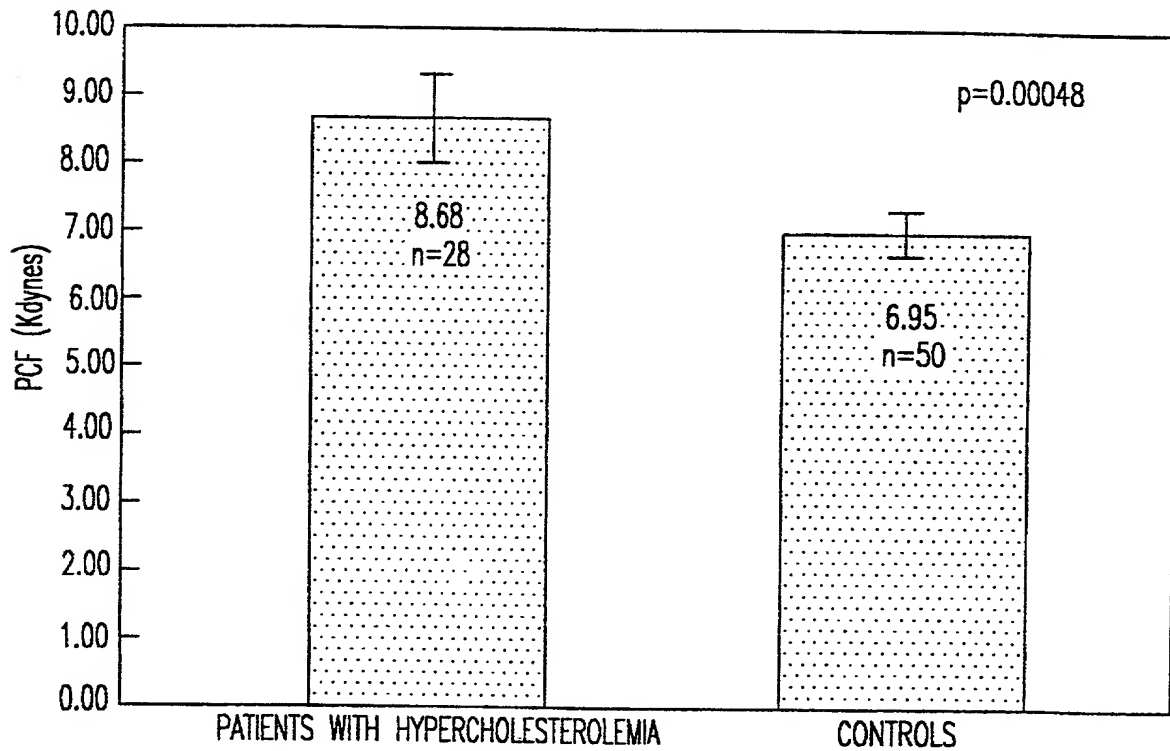 10.00
9.00
8.00
7.00
6.00
5.00
4.00
3.00
2.00
1.00
0.00
PCF (Kdynes)
p=0.00048
8.68
n=28
6.95
n=50
PATIENTS WITH HYPERCHOLESTEROLEMIA
CONTROLS